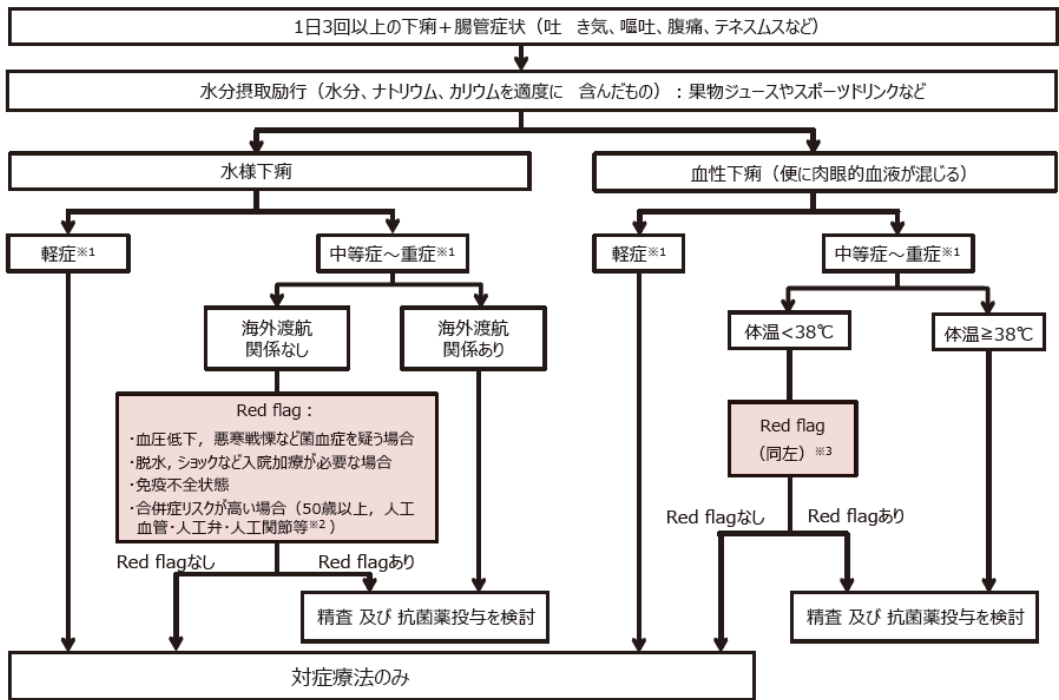 1日3回以上の下痢+腸管症状(吐 き気、嘔吐、腹痛、テネスムスなど)
水分摂取励行(水分、ナトリウム、カリウムを適度に 含んだもの):果物ジュースやスポーツドリンクなど
水様下痢
血性下痢(便に肉眼的血液が混じる)
軽症※1
中等症～重症※1
軽症※1
中等症～重症※1
海外渡航
関係なし
海外渡航
関係あり
体温<38℃
体温≧38℃
Red flag:
・血圧低下,悪寒戦慄など菌血症を疑う場合
・脱水,ショックなど入院加療が必要な場合
・免疫不全状態
・合併症リスクが高い場合(50歳以上,人工
血管・人工弁・人工関節等※2)
Red flag
(同左)※3
Red flagなし
Red flagあり
Red flagなし
Red flagあり
精査 及び 抗菌薬投与を検討
精査 及び 抗菌薬投与を検討
対症療法のみ